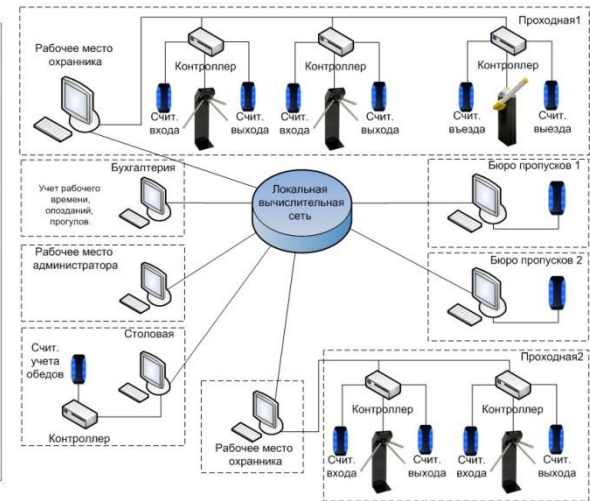 Проходная1
Рабочее место
охранника
Контроллер
Контроллер
Контроллер
Счит.
входа
Счит.
выхода
Счит.
входа
Счит.
выхода
Счит.
въезда
Счит.
выезда
Бухгалтерия
Учет рабочего
времени,
опозданий,
прогулов.
Локальная
вычислительная
сеть
Бюро пропусков 1
Рабочее место
администратора
Бюро пропусков 2
Столовая
Счит.
учета
обедов
Контроллер
Рабочее место
охранника
Проходная2
Контроллер
Контроллер
Счит.
входа
Счит.
выхода
Счит.
входа
Счит.
выхода